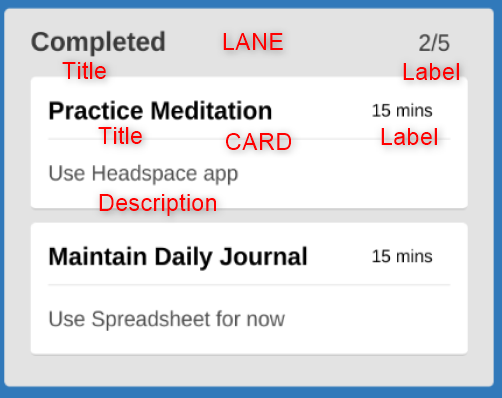 Completed LANE 2/5
Title Label
Practice Meditation 15 mins
Title CARD Label
Use Headspace app
Description
Maintain Daily Journal 15 mins
Use Spreadsheet for now